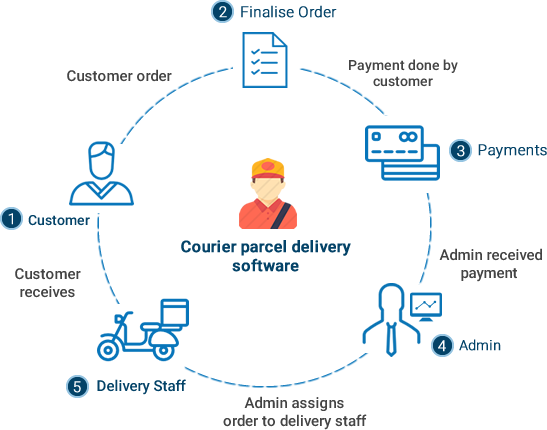 2 Finalise Order
Customer order
Payment done by
customer
3 Payments
1 Customer
Courier parcel delivery
software
Admin received
payment
Customer
receives
4 Admin
5 Delivery Staff
Admin assigns
order to delivery staff